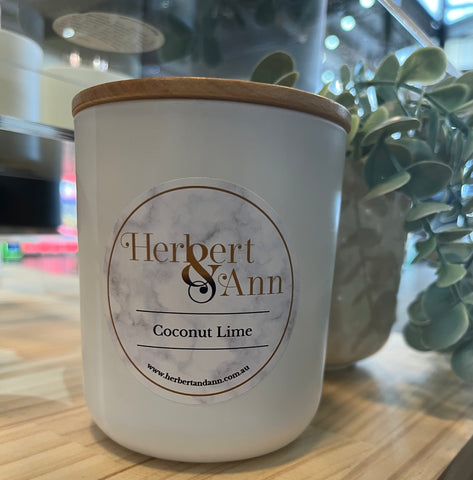 Herbert
& Ann
Coconut Lime
www.herbertandann.com.au